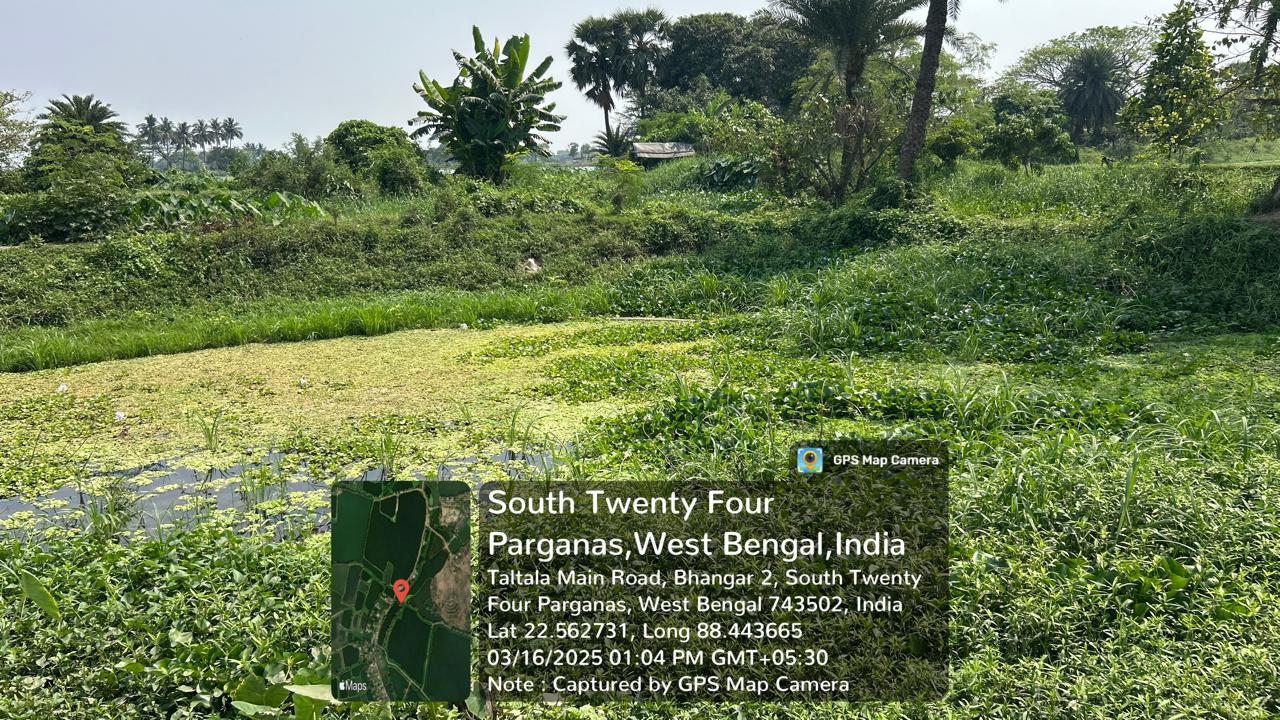 GPS Map Camera
South Twenty Four
Parganas,West Bengal,India
Taltala Main Road, Bhangar 2, South Twenty
Four Parganas, West Bengal 743502, India
Lat 22.562731, Long 88.443665
03/16/2025 01:04 PM GMT+05:30
Note : Captured by GPS Map Camera
Maps